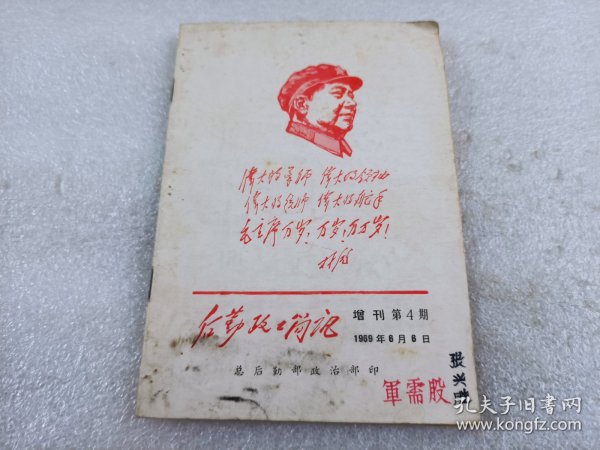 伟大的导师 伟大的领袖
伟大的统帅 伟大的舵手
毛主席万岁！万岁！万万岁！
林彪
后勤政工简讯
增刊第4期
1969年6月6日
总后勤部政治部印
軍需股
孔夫子旧书网
www.kongfz.com